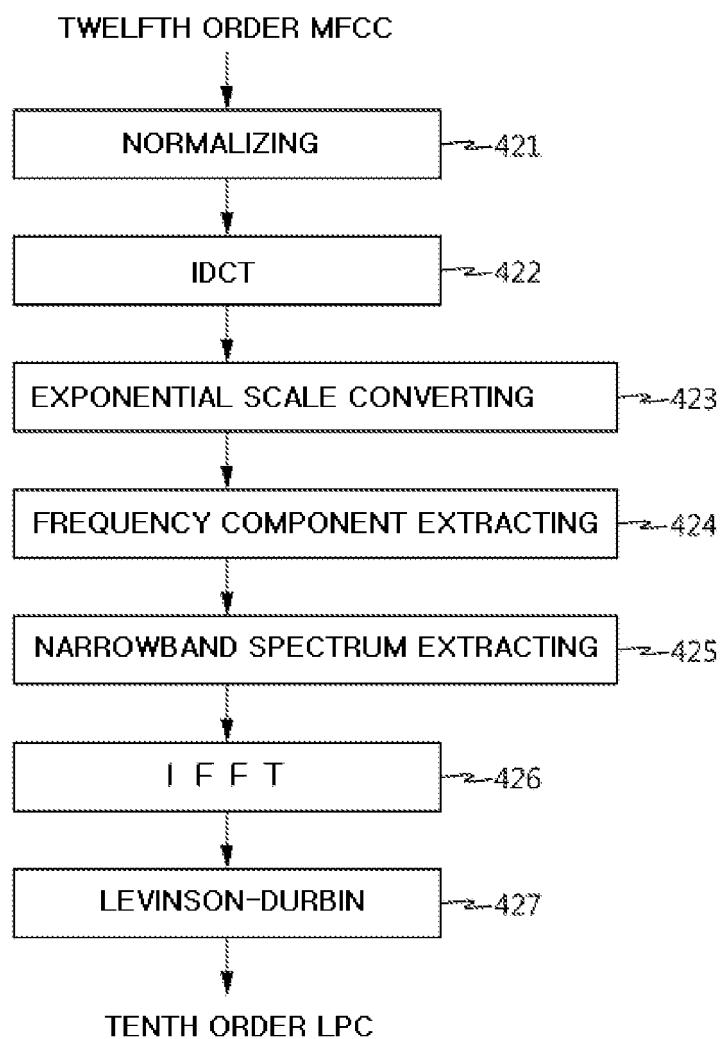 TWELFTH ORDER MFCC
NORMALIZING 421
IDCT 422
EXPONENTIAL SCALE CONVERTING 423
FREQUENCY COMPONENT EXTRACTING 424
NARROWBAND SPECTRUM EXTRACTING 425
I F F T 426
LEVINSON-DURBIN 427
TENTH ORDER LPC